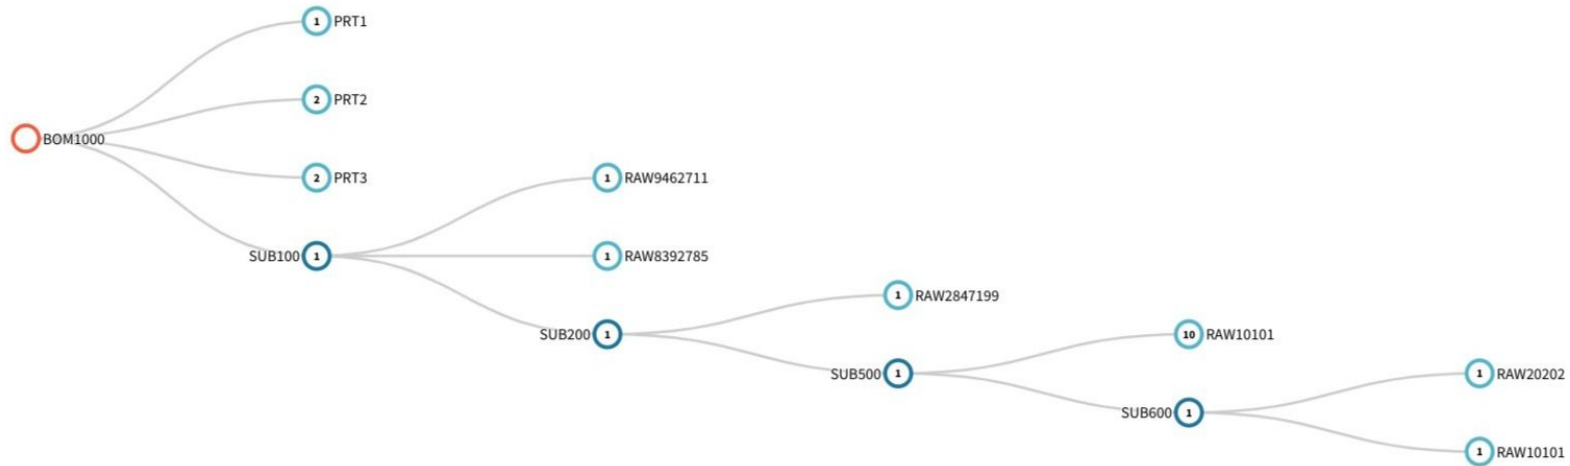 1 PRT1
2 PRT2
BOM1000
2 PRT3
1 RAW9462711
SUB100 1
1 RAW8392785
1 RAW2847199
SUB200 1
10 RAW10101
SUB500 1
1 RAW20202
SUB600 1
1 RAW10101